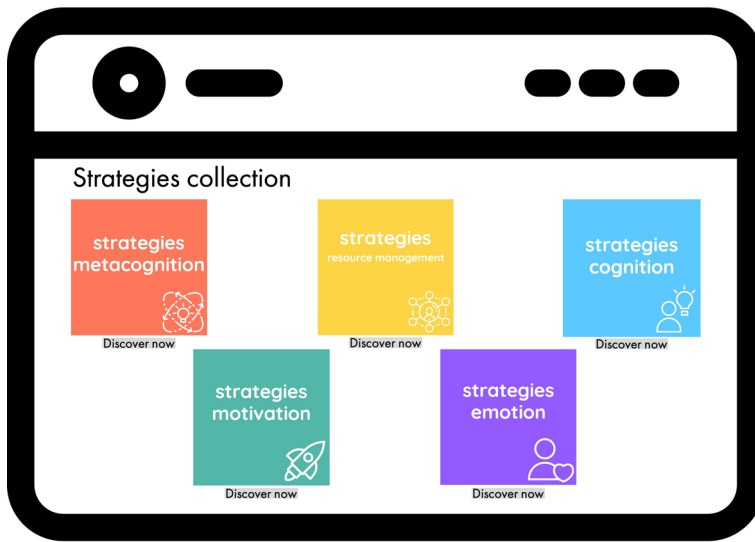 Strategies collection
strategies
metacognition
Discover now
strategies
resource management
Discover now
strategies
cognition
Discover now
strategies
motivation
Discover now
strategies
emotion
Discover now